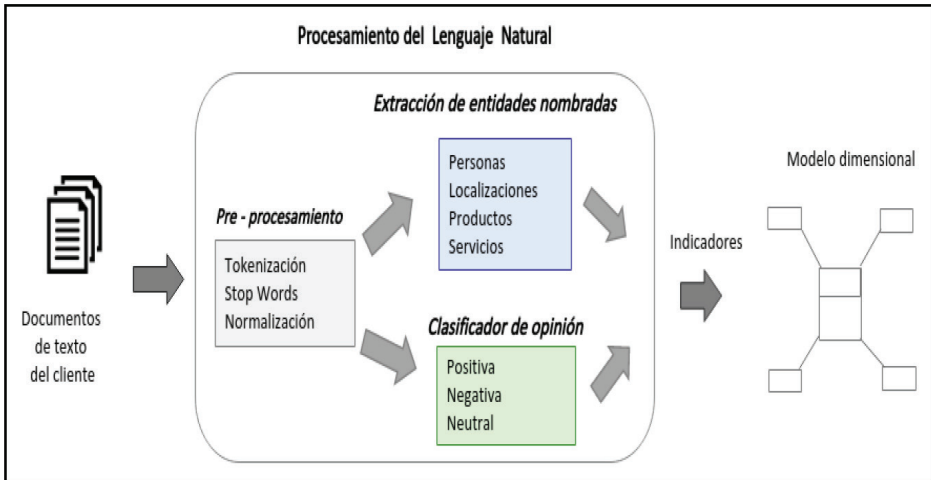 Procesamiento del Lenguaje Natural
Documentos
de texto
del cliente
Pre - procesamiento
Tokenización
Stop Words
Normalización
Extracción de entidades nombradas
Personas
Localizaciones
Productos
Servicios
Clasificador de opinión
Positiva
Negativa
Neutral
Indicadores
Modelo dimensional